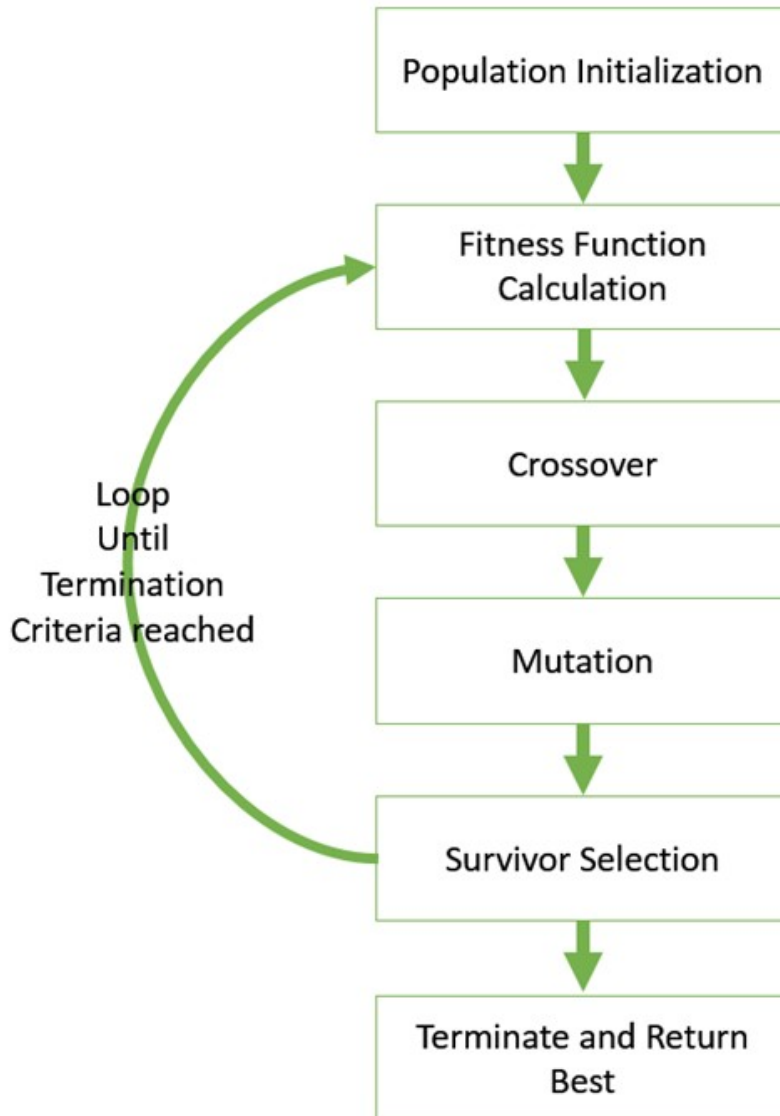 Population Initialization
Fitness Function
Calculation
Crossover
Loop
Until
Termination
Criteria reached
Mutation
Survivor Selection
Terminate and Return
Best